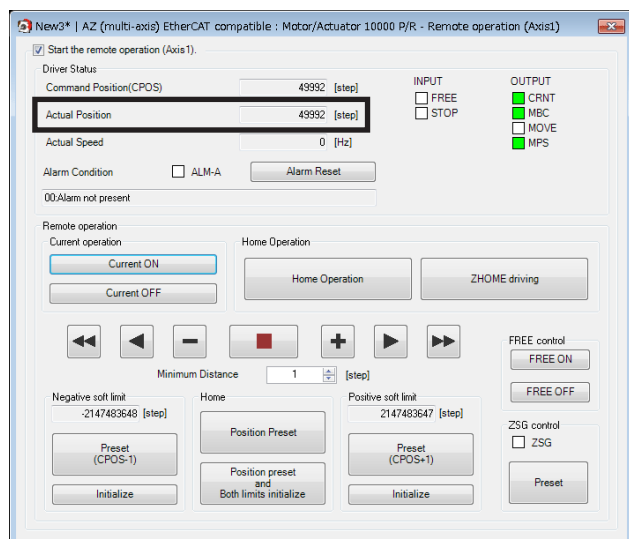 New3* | AZ (multi-axis) EtherCAT compatible : Motor/Actuator 10000 P/R - Remote operation (Axis1)
Start the remote operation (Axis1).
Driver Status
Command Position(CPOS) 49992 [step]
Actual Position 49992 [step]
Actual Speed 0 [Hz]
Alarm Condition ALM-A Alarm Reset
00:Alarm not present
INPUT
FREE
STOP
OUTPUT
CRNT
MBC
MOVE
MPS
Remote operation
Current operation
Current ON
Current OFF
Home Operation
Home Operation ZHOME driving
Minimum Distance 1 [step]
FREE control
FREE ON
FREE OFF
Negative soft limit
-2147483648 [step]
Preset
(CPOS-1)
Initialize
Home
Position Preset
Position preset
and
Both limits initialize
Positive soft limit
2147483647 [step]
Preset
(CPOS+1)
Initialize
ZSG control
ZSG
Preset